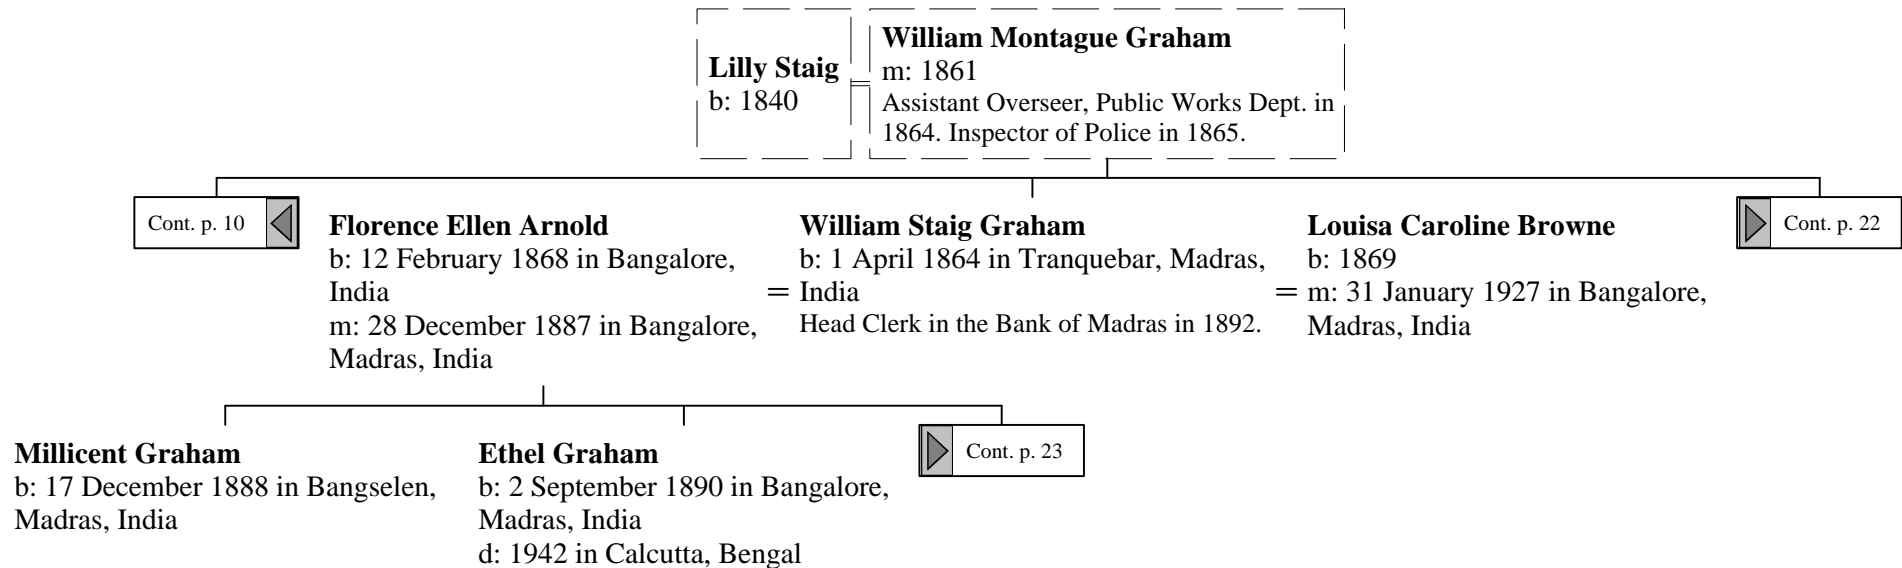 Lilly Staig
b: 1840
William Montague Graham
m: 1861
Assistant Overseer, Public Works Dept. in
1864. Inspector of Police in 1865.
Cont. p. 10
Florence Ellen Arnold
b: 12 February 1868 in Bangalore,
India
m: 28 December 1887 in Bangalore,
Madras, India
=
William Staig Graham
b: 1 April 1864 in Tranquebar, Madras,
India
Head Clerk in the Bank of Madras in 1892.
=
Louisa Caroline Browne
b: 1869
m: 31 January 1927 in Bangalore,
Madras, India
Cont. p. 22
Millicent Graham
b: 17 December 1888 in Bangselen,
Madras, India
Ethel Graham
b: 2 September 1890 in Bangalore,
Madras, India
d: 1942 in Calcutta, Bengal
Cont. p. 23